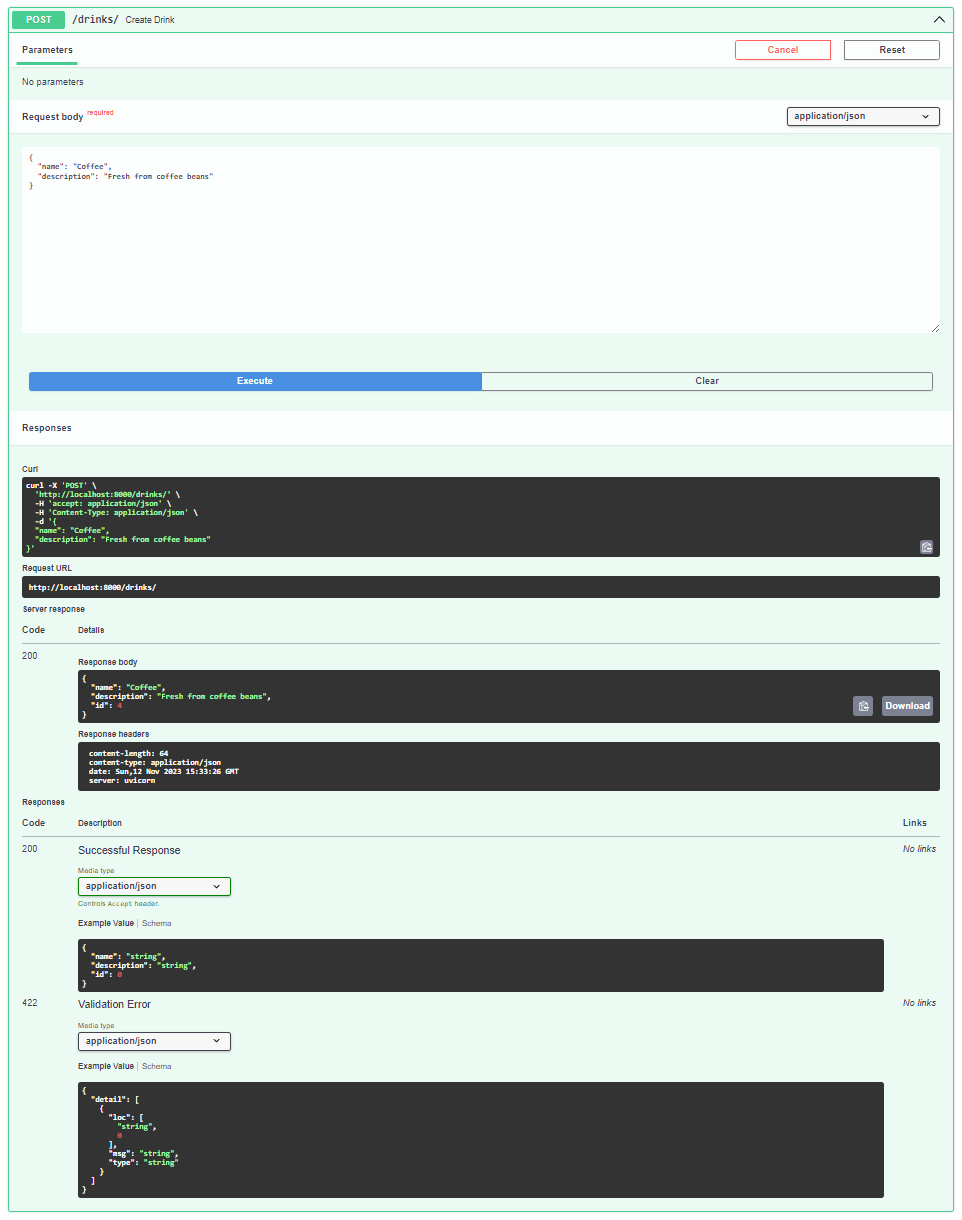 POST /drinks/ Create Drink
Parameters
Cancel
Reset
No parameters
Request body required
application/json
{
  "name": "Coffee",
  "description": "Fresh from coffee beans"
}
Execute
Clear
Responses
Curl
curl -X 'POST' \
  'http://localhost:8000/drinks/' \
  -H 'accept: application/json' \
  -H 'Content-Type: application/json' \
  -d '{
  "name": "Coffee",
  "description": "Fresh from coffee beans"
}'
Request URL
http://localhost:8000/drinks/
Server response
Code Details
200
Response body
{
  "name": "Coffee",
  "description": "Fresh from coffee beans",
  "id": 4
}
Download
Response headers
content-length: 64
content-type: application/json
date: Sun,12 Nov 2023 15:33:26 GMT
server: uvicorn
Responses
Code Description Links
200 Successful Response No links
Media type
application/json
Controls Accept header.
Example Value | Schema
{
  "name": "string",
  "description": "string",
  "id": 0
}
422 Validation Error No links
Media type
application/json
Example Value | Schema
{
  "detail": [
    {
      "loc": [
        "string",
        0
      ],
      "msg": "string",
      "type": "string"
    }
  ]
}